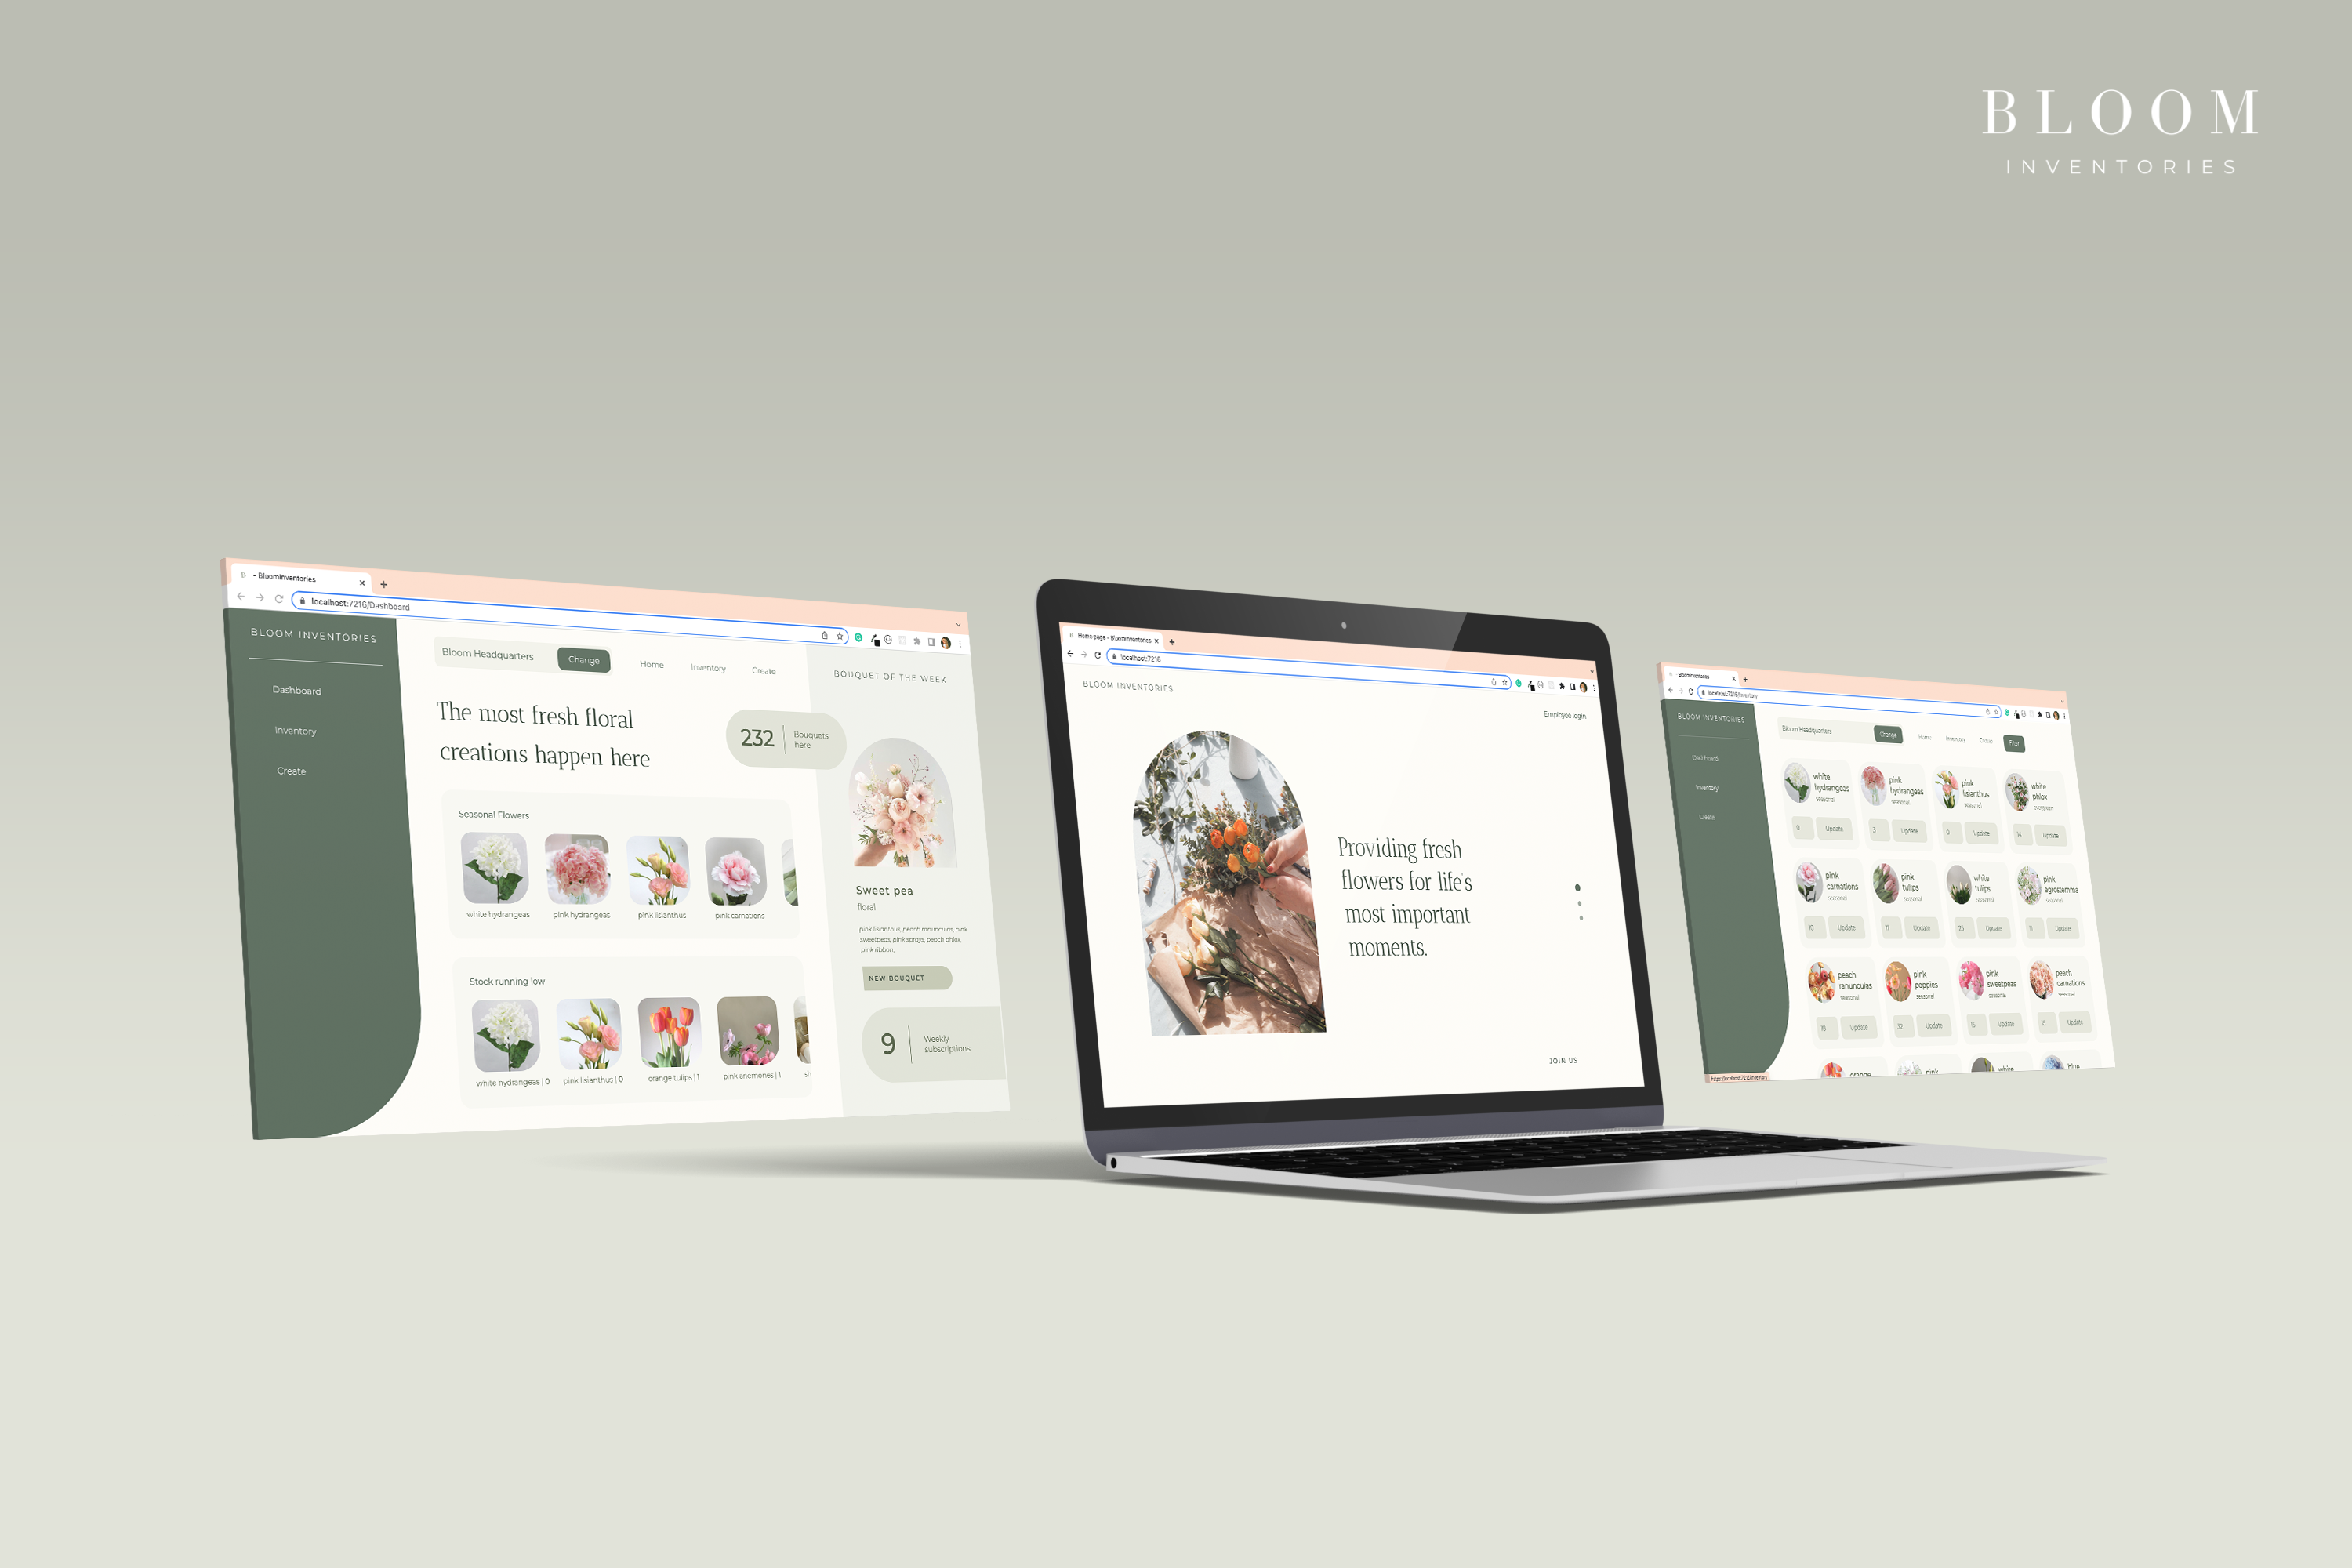 BLOOM
INVENTORIES
- BloomInventories
localhost:7216/Dashboard
BLOOM INVENTORIES
Dashboard
Inventory
Create
Bloom Headquarters
Change
Home
Inventory
Create
The most fresh floral
creations happen here
232
Bouquets
here
Seasonal Flowers
white hydrangeas
pink hydrangeas
pink lisianthus
pink carnations
Stock running low
white hydrangeas | 0
pink lisianthus | 0
orange tulips | 1
pink anemones | 1
sh
BOUQUET OF THE WEEK
Sweet pea
floral
pink lisianthus, peach ranunculas, pink
sweetpeas, pink sprays, peach phlox,
pink ribbon,
NEW BOUQUET
9
Weekly
subscriptions
Home page - BloomInventories
localhost:7216
BLOOM INVENTORIES
Employee login
Providing fresh
flowers for life's
most important
moments.
JOIN US
- BloomInventories
localhost:7216/Inventory
BLOOM INVENTORIES
Dashboard
Inventory
Create
https://localhost:7216/Inventory
Bloom Headquarters
Change
Home
Inventory
Create
Filter
white
hydrangeas
seasonal
0
Update
pink
hydrangeas
seasonal
3
Update
pink
lisianthus
seasonal
0
Update
white
phlox
evergreen
14
Update
pink
carnations
seasonal
10
Update
pink
tulips
seasonal
17
Update
white
tulips
seasonal
Update
pink
agrostemma
seasonal
Update
peach
ranunculas
seasonal
18
Update
pink
poppies
seasonal
32
Update
pink
sweetpeas
seasonal
15
Update
peach
carnations
seasonal
Update
orange
pink
white
blue